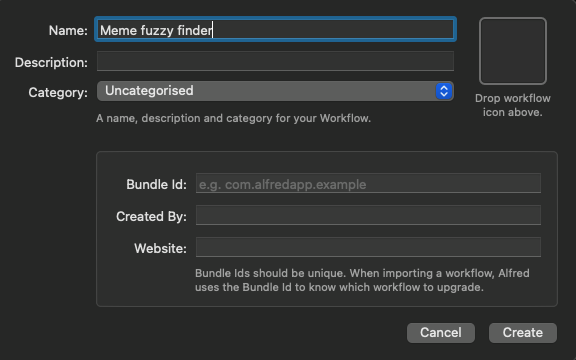 Name: Meme fuzzy finder
Description:
Category: Uncategorised
Drop workflow
icon above.
A name, description and category for your Workflow.
Bundle Id: e.g. com.alfredapp.example
Created By:
Website:
Bundle Ids should be unique. When importing a workflow, Alfred
uses the Bundle Id to know which workflow to upgrade.
Cancel Create